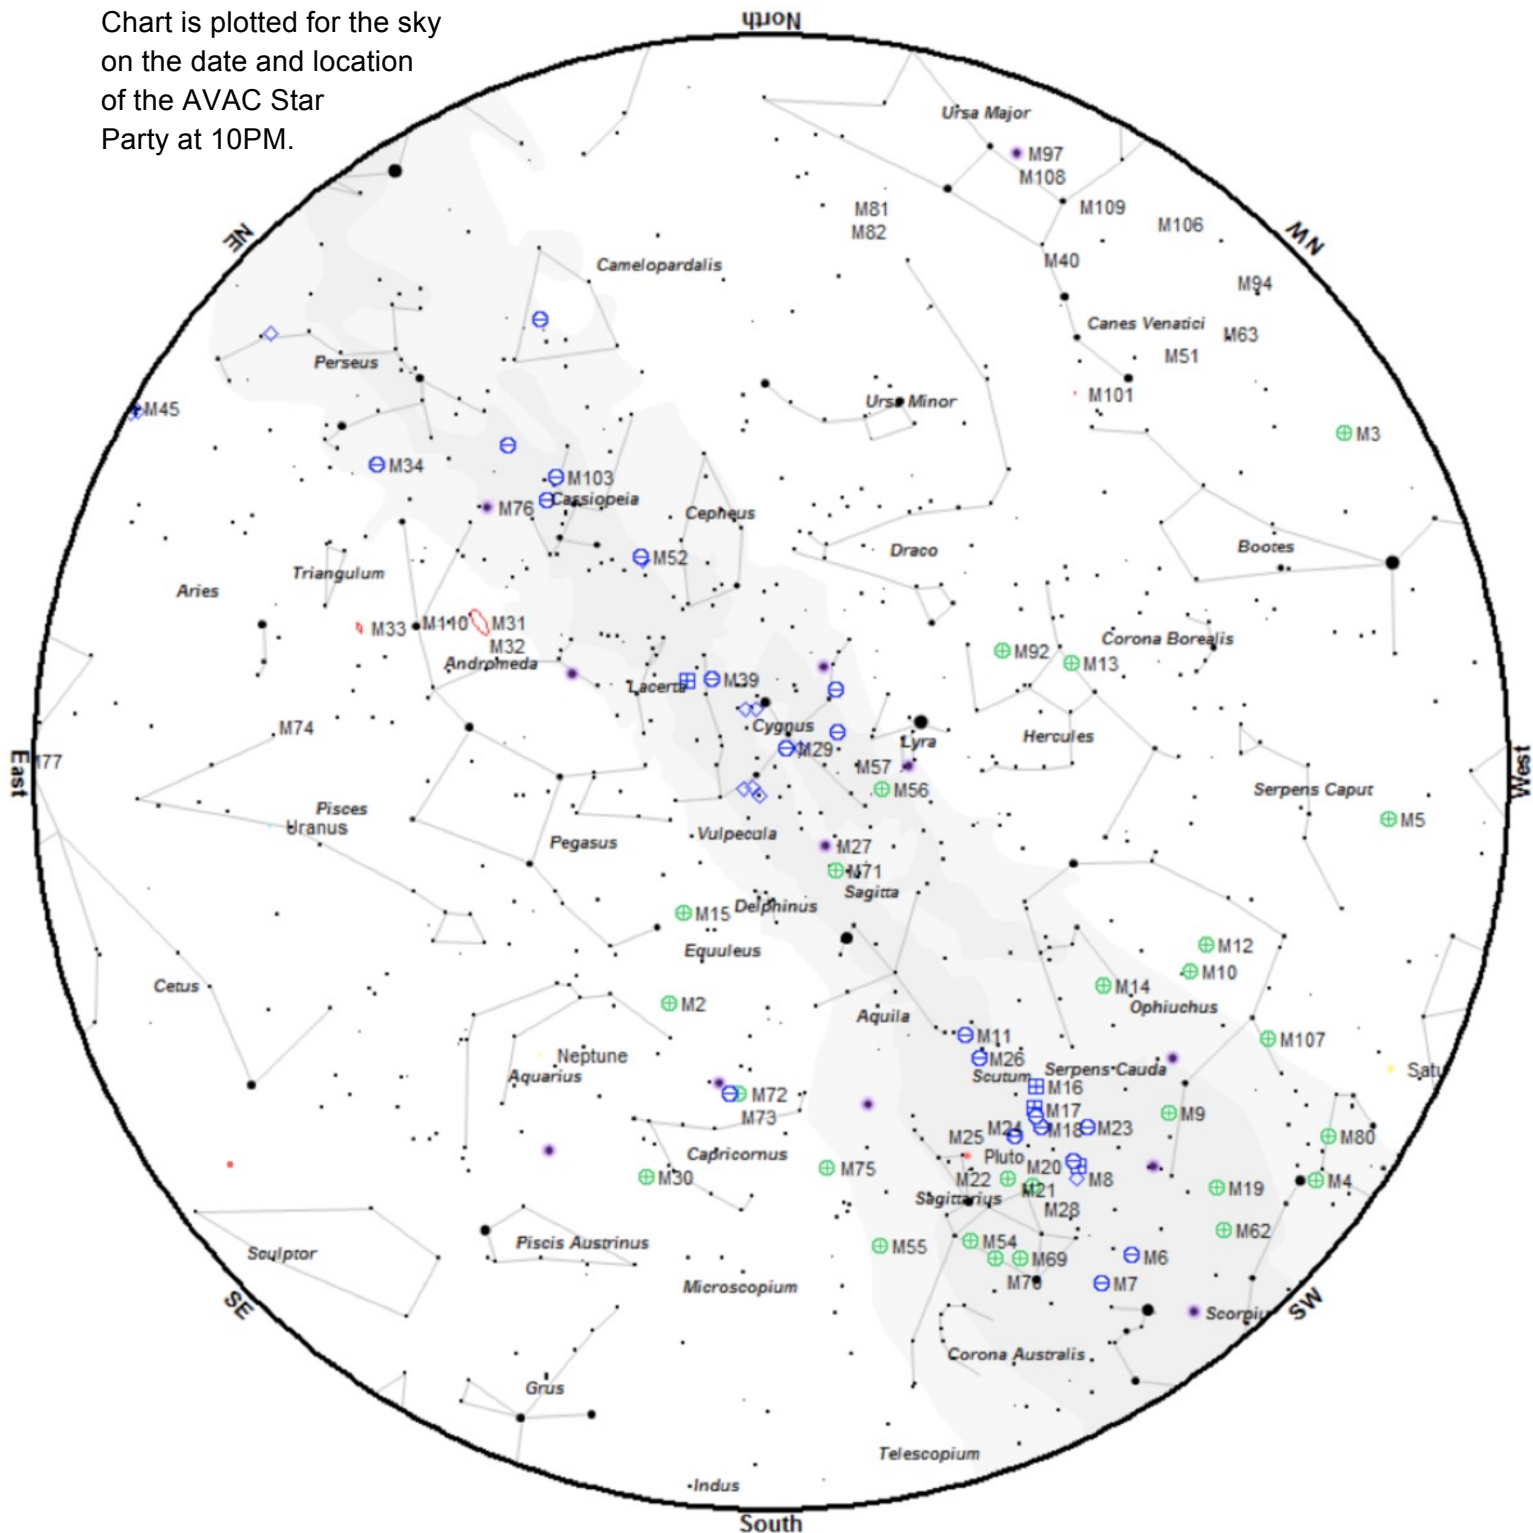 Chart is plotted for the sky
on the date and location
of the AVAC Star
Party at 10PM.
North
Ursa Major
M97
M108
M81
M109
M82
M106
NE
NW
Camelopardalis
M40
M94
Canes Venatici
M63
M51
Perseus
M101
Ursa Minor
M45
M3
M34
M103
Cassiopeia
M76
Cepheus
Bootes
Draco
M52
Triangulum
Aries
M33
M110
M31
M32
Andromeda
Corona Borealis
M92
M13
Lacerta
M39
Cygnus
M74
Lyra
Hercules
M29
East
M77
M57
West
M56
Serpens Caput
Pisces
Uranus
M5
Vulpecula
Pegasus
M27
M71
Sagitta
M15
Delphinus
Equuleus
M12
M10
Cetus
M14
M2
Ophiuchus
Aquila
M11
M107
Neptune
M26
Aquarius
Scutum
Serpens Cauda
Satu
M16
M72
M73
M17
M9
M24
M18
M23
M25
M80
Capricornus
Pluto
M75
M20
M30
M22
M8
M4
M21
M19
Sagittarius
M28
M62
Sculptor
Piscis Austrinus
M55
M54
M69
M6
Microscopium
M70
M7
SE
SW
Scorpiu
Corona Australis
Grus
Telescopium
Indus
South